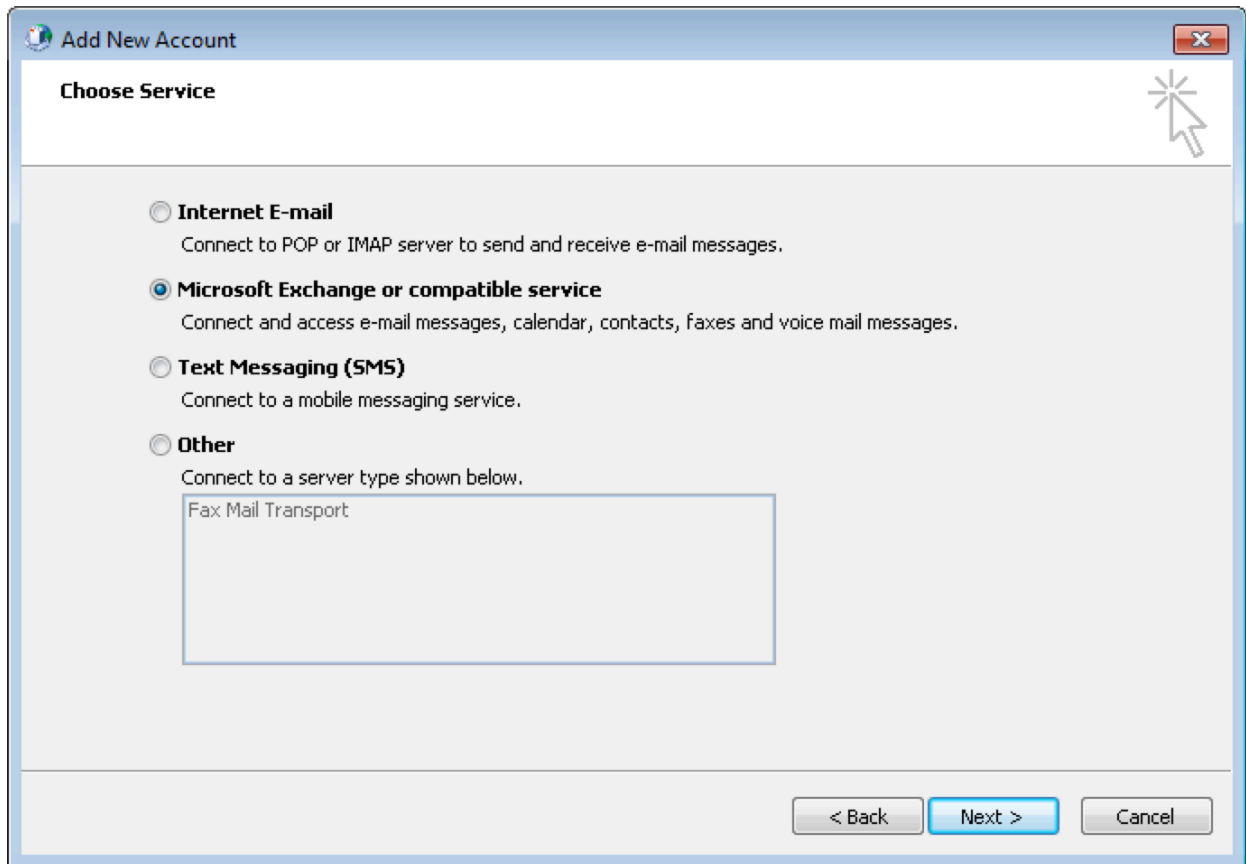 Add New Account
Choose Service
Internet E-mail
Connect to POP or IMAP server to send and receive e-mail messages.
Microsoft Exchange or compatible service
Connect and access e-mail messages, calendar, contacts, faxes and voice mail messages.
Text Messaging (SMS)
Connect to a mobile messaging service.
Other
Connect to a server type shown below.
Fax Mail Transport
< Back Next > Cancel